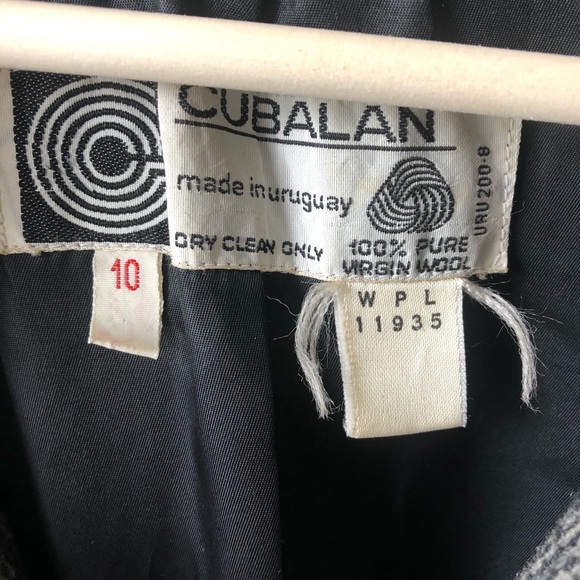 CUBALAN
made in uruguay
DRY CLEAN ONLY
100% PURE
VIRGIN WOOL
URU 200-8
10
W P L
11935